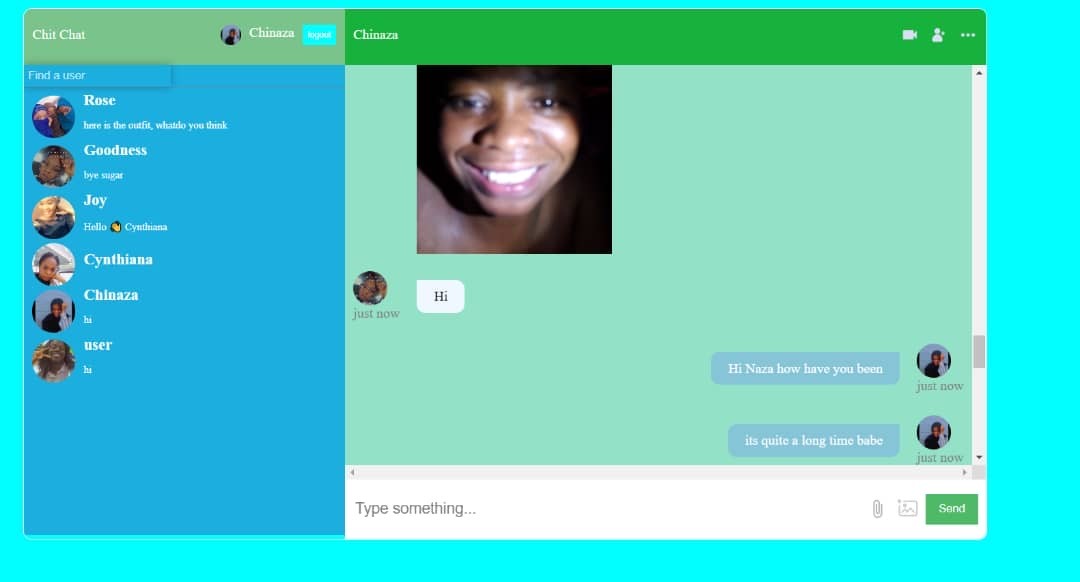 Chit Chat
Chinaza
logout
Chinaza
Find a user
Rose
here is the outfit, whatdo you think
Goodness
bye sugar
Joy
Hello 👏 Cynthiana
Cynthiana
Chinaza
hi
user
hi
Hi
just now
Hi Naza how have you been
just now
its quite a long time babe
just now
Type something...
Send